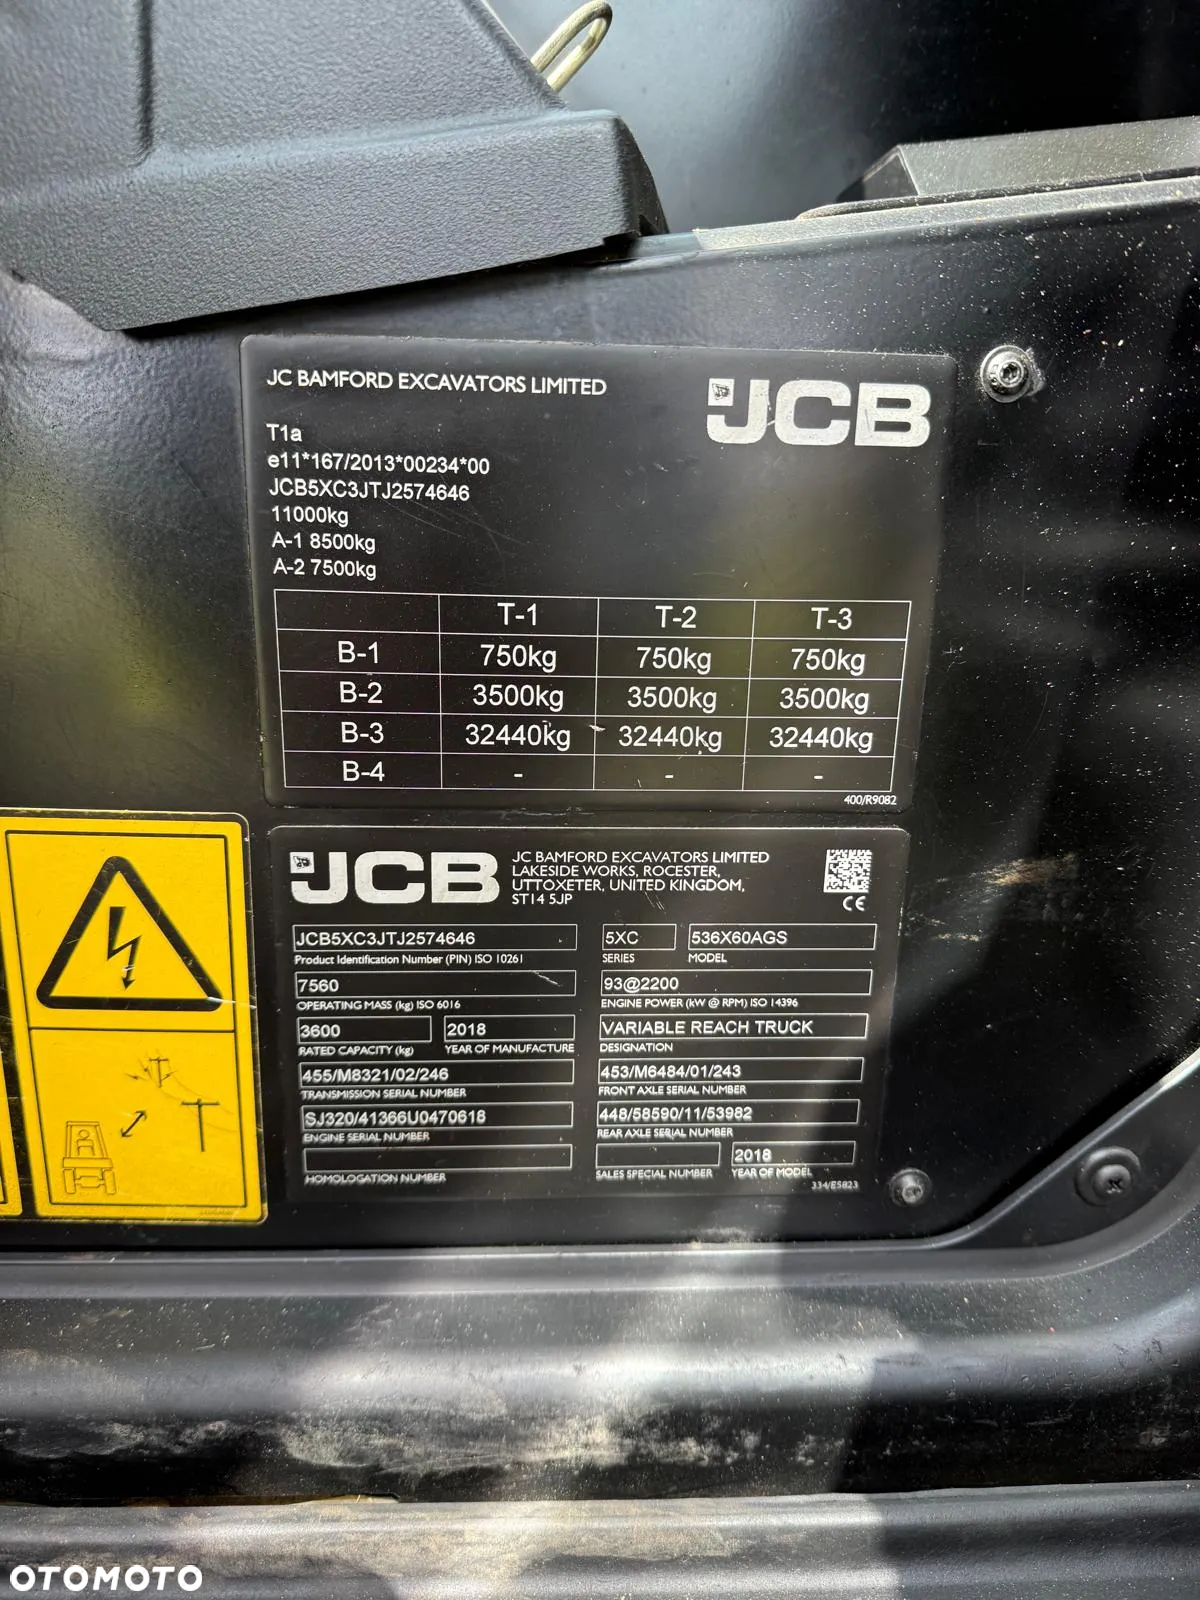 JC BAMFORD EXCAVATORS LIMITED
JCB
T1a
e11*167/2013*00234*00
JCB5XC3JTJ2574646
11000kg
A-1 8500kg
A-2 7500kg
T-1 T-2 T-3
B-1 750kg 750kg 750kg
B-2 3500kg 3500kg 3500kg
B-3 32440kg 32440kg 32440kg
B-4 - - -
400/R9082
JCB
JC BAMFORD EXCAVATORS LIMITED
LAKESIDE WORKS, ROCESTER,
UTTOXETER, UNITED KINGDOM,
ST14 5JP
CE
JCB5XC3JTJ2574646 5XC 536X60AGS
Product Identification Number (PIN) ISO 10261 SERIES MODEL
7560 93@2200
OPERATING MASS (kg) ISO 6016 ENGINE POWER (kW @ RPM) ISO 14396
3600 2018 VARIABLE REACH TRUCK
RATED CAPACITY (kg) YEAR OF MANUFACTURE DESIGNATION
455/M8321/02/246 453/M6484/01/243
TRANSMISSION SERIAL NUMBER FRONT AXLE SERIAL NUMBER
SJ320/41366U0470618 448/58590/11/53982
ENGINE SERIAL NUMBER REAR AXLE SERIAL NUMBER
2018
HOMOLOGATION NUMBER SALES SPECIAL NUMBER YEAR OF MODEL
334/E5823
OTOMOTO